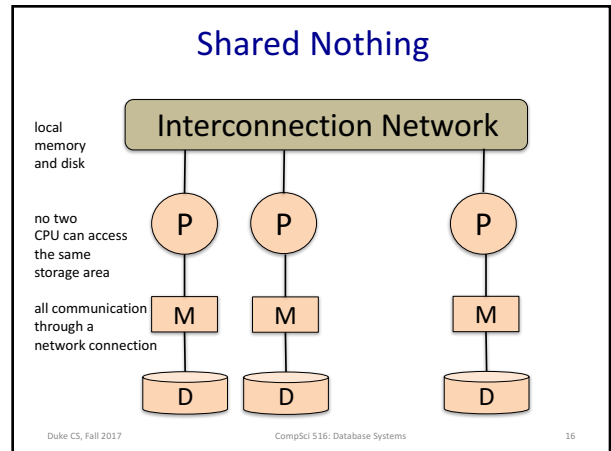 Shared Nothing
Interconnection Network
local
memory
and disk
no two
CPU can access
the same
storage area
all communication
through a
network connection
P P P
M M M
D D D
Duke CS, Fall 2017 CompSci 516: Database Systems 16